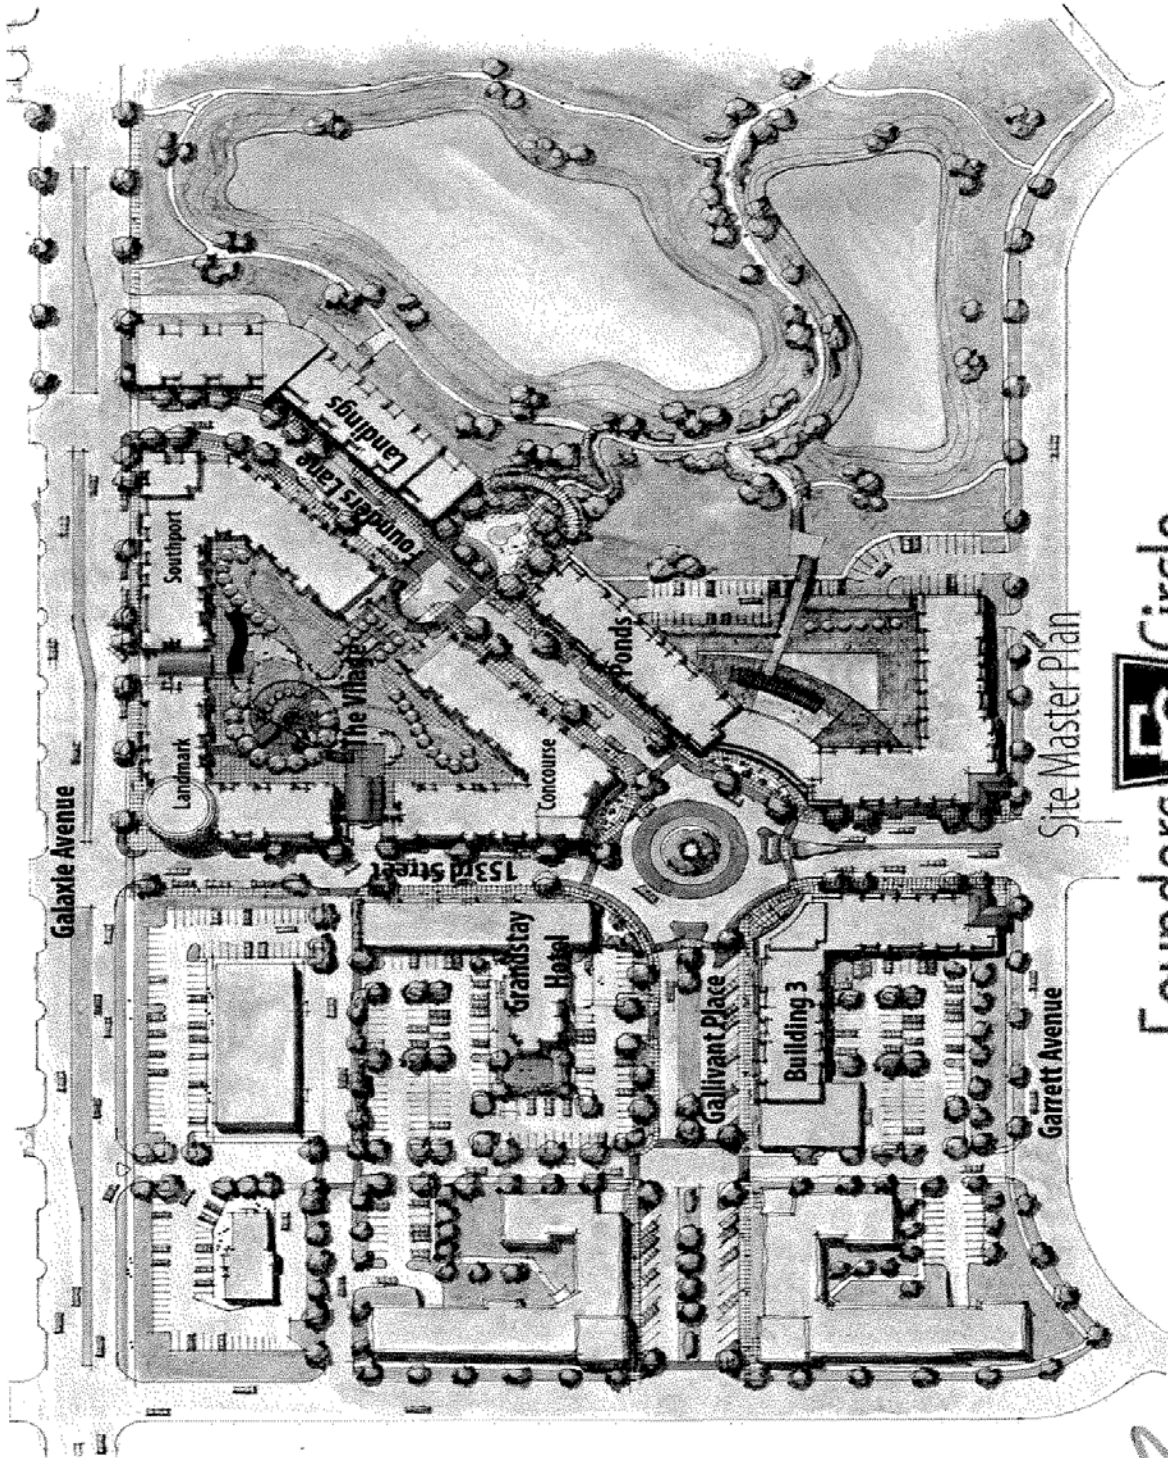 Galaxie Avenue
Landmark
Southport
The Village
Founders Lane
Landings
153rd Street
Concourse
Ponds
Grandstay
Hotel
Gallivant Place
Building 3
Garrett Avenue
Site Master Plan
Founders
Circle